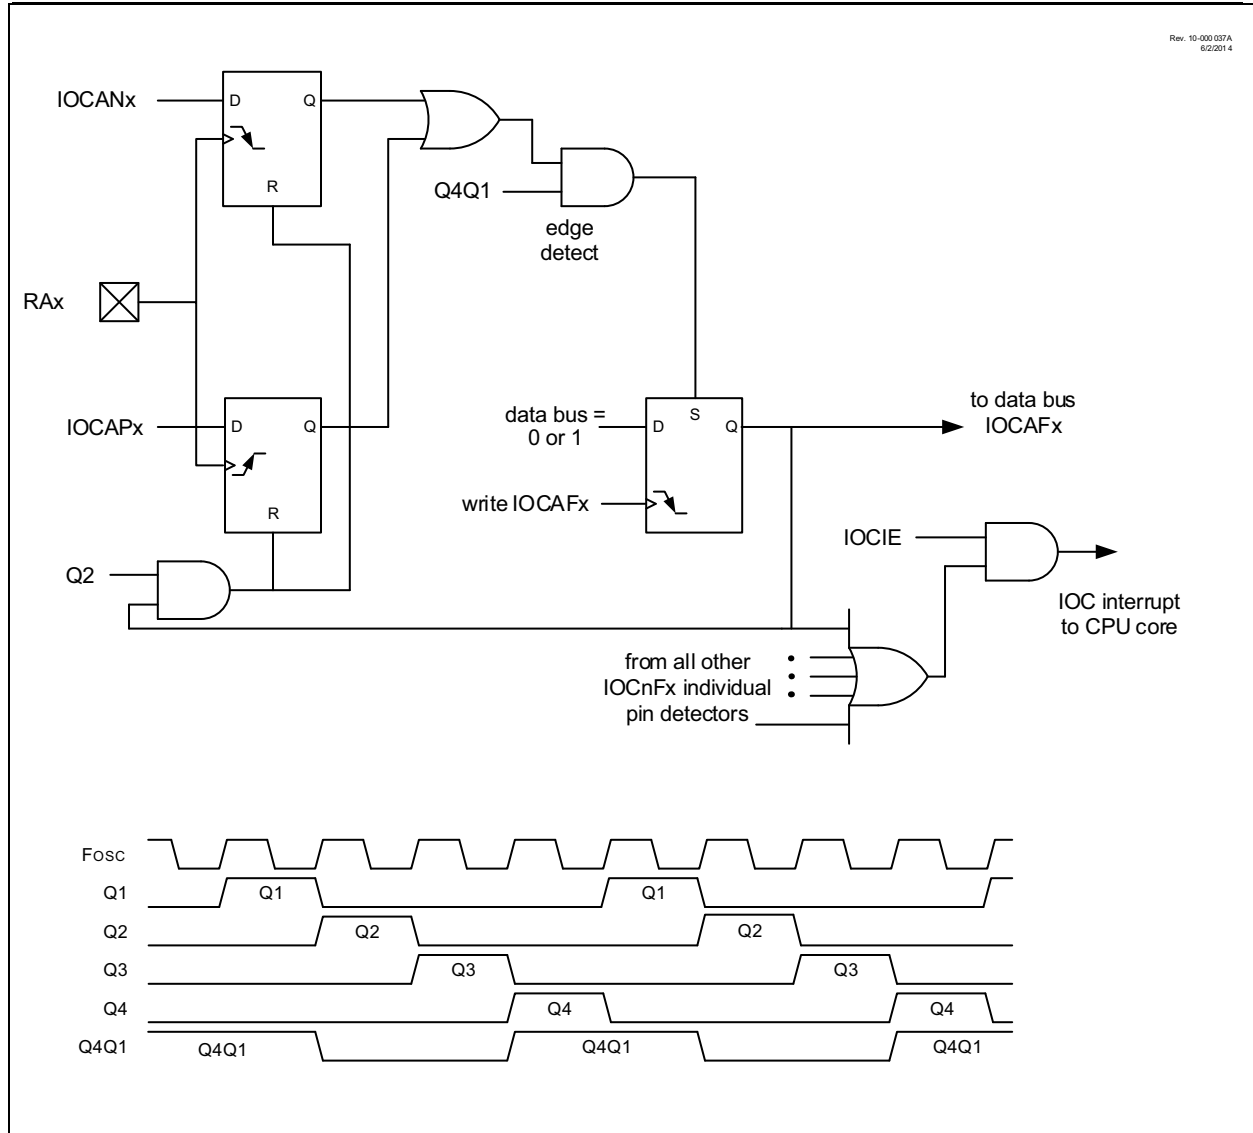 Rev. 10-000 037A
6/2/201 4
IOCANx
D
Q
R
Q4Q1
edge
detect
RAx
IOCAPx
D
Q
R
data bus =
0 or 1
D
S
Q
write IOCAFx
to data bus
IOCAFx
IOCIE
Q2
IOC interrupt
to CPU core
from all other
IOCnFx individual
pin detectors
FOSC
Q1
Q1
Q1
Q2
Q2
Q2
Q3
Q3
Q3
Q4
Q4
Q4
Q4Q1
Q4Q1
Q4Q1
Q4Q1